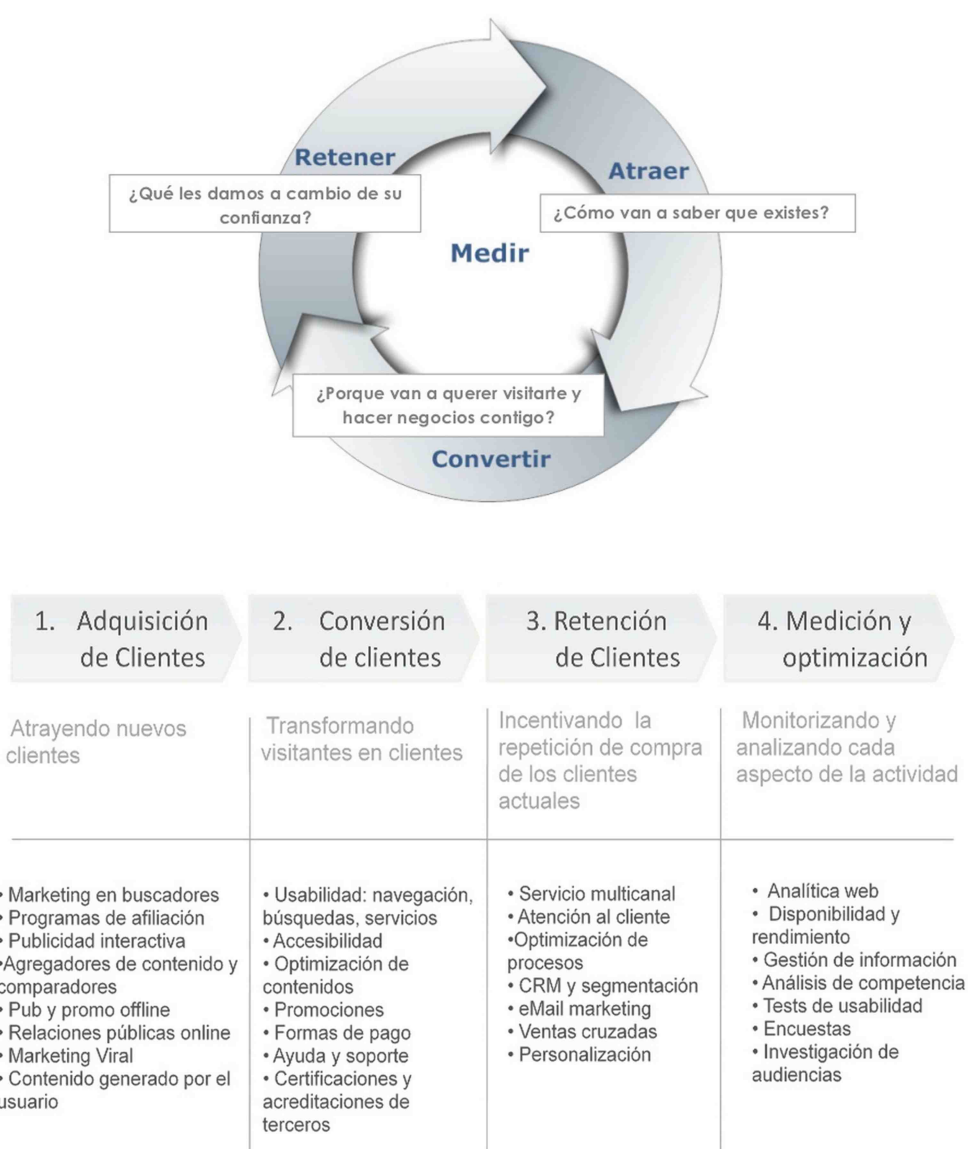 Retener
¿Qué les damos a cambio de su
confianza?
Atraer
¿Cómo van a saber que existes?
Medir
¿Porque van a querer visitarte y
hacer negocios contigo?
Convertir
1. Adquisición
de Clientes
2. Conversión
de clientes
3. Retención
de Clientes
4. Medición y
optimización
Atrayendo nuevos
clientes
Transformando
visitantes en clientes
Incentivando la
repetición de compra
de los clientes
actuales
Monitorizando y
analizando cada
aspecto de la actividad
• Marketing en buscadores
• Programas de afiliación
• Publicidad interactiva
•Agregadores de contenido y
comparadores
• Pub y promo offline
• Relaciones públicas online
• Marketing Viral
• Contenido generado por el
usuario
• Usabilidad: navegación,
búsquedas, servicios
• Accesibilidad
• Optimización de
contenidos
• Promociones
• Formas de pago
• Ayuda y soporte
• Certificaciones y
acreditaciones de
terceros
• Servicio multicanal
• Atención al cliente
•Optimización de
procesos
• CRM y segmentación
• eMail marketing
• Ventas cruzadas
• Personalización
• Analítica web
• Disponibilidad y
rendimiento
• Gestión de información
• Análisis de competencia
• Tests de usabilidad
• Encuestas
• Investigación de
audiencias